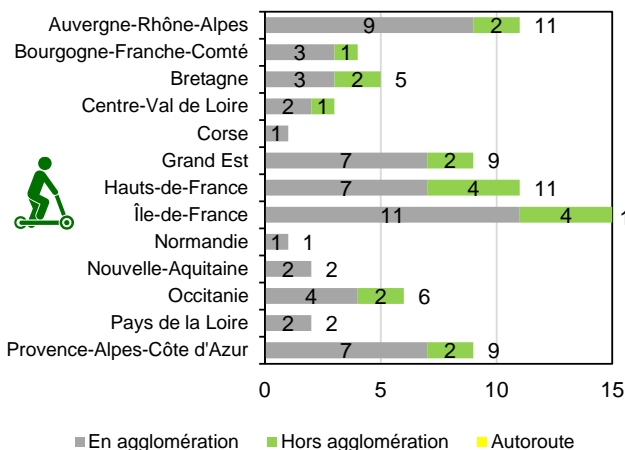 Auvergne-Rhône-Alpes 9 2 11
Bourgogne-Franche-Comté 3 1
Bretagne 3 2 5
Centre-Val de Loire 2 1
Corse 1
Grand Est 7 2 9
Hauts-de-France 7 4 11
Île-de-France 11 4 1
Normandie 1 1
Nouvelle-Aquitaine 2 2
Occitanie 4 2 6
Pays de la Loire 2 2
Provence-Alpes-Côte d'Azur 7 2 9
0 5 10 15
En agglomération Hors agglomération Autoroute